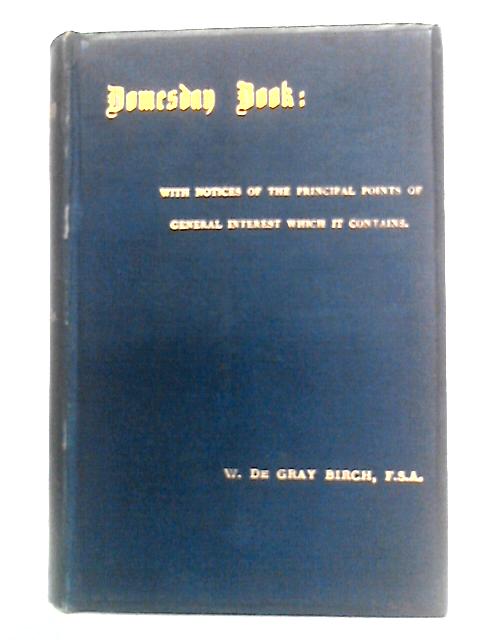 Domesday Book:
WITH NOTICES OF THE PRINCIPAL POINTS OF
GENERAL INTEREST WHICH IT CONTAINS.
W. DE GRAY BIRCH, F.S.A.